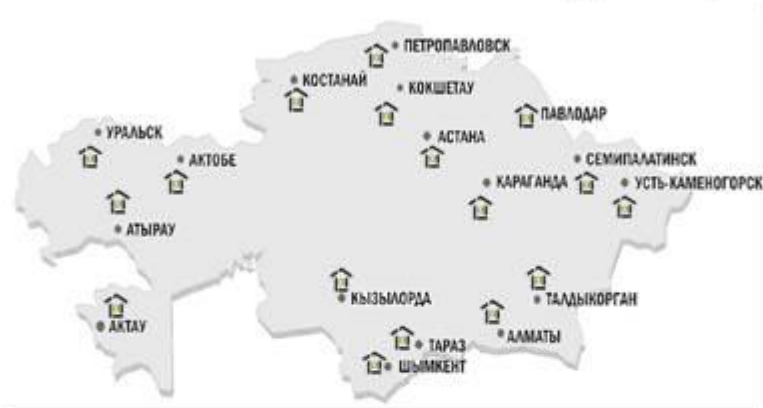 ПЕТРОПАВЛОВСК
КОСТАНАЙ
КОКШЕТАУ
ПАВЛОДАР
УРАЛЬСК
АСТАНА
АКТОБЕ
СЕМИПАЛАТИНСК
КАРАГАНДА
УСТЬ-КАМЕНОГОРСК
АТЫРАУ
КЫЗЫЛОРДА
ТАЛДЫКОРГАН
АКТАУ
АЛМАТЫ
ТАРАЗ
ШЫМКЕНТ